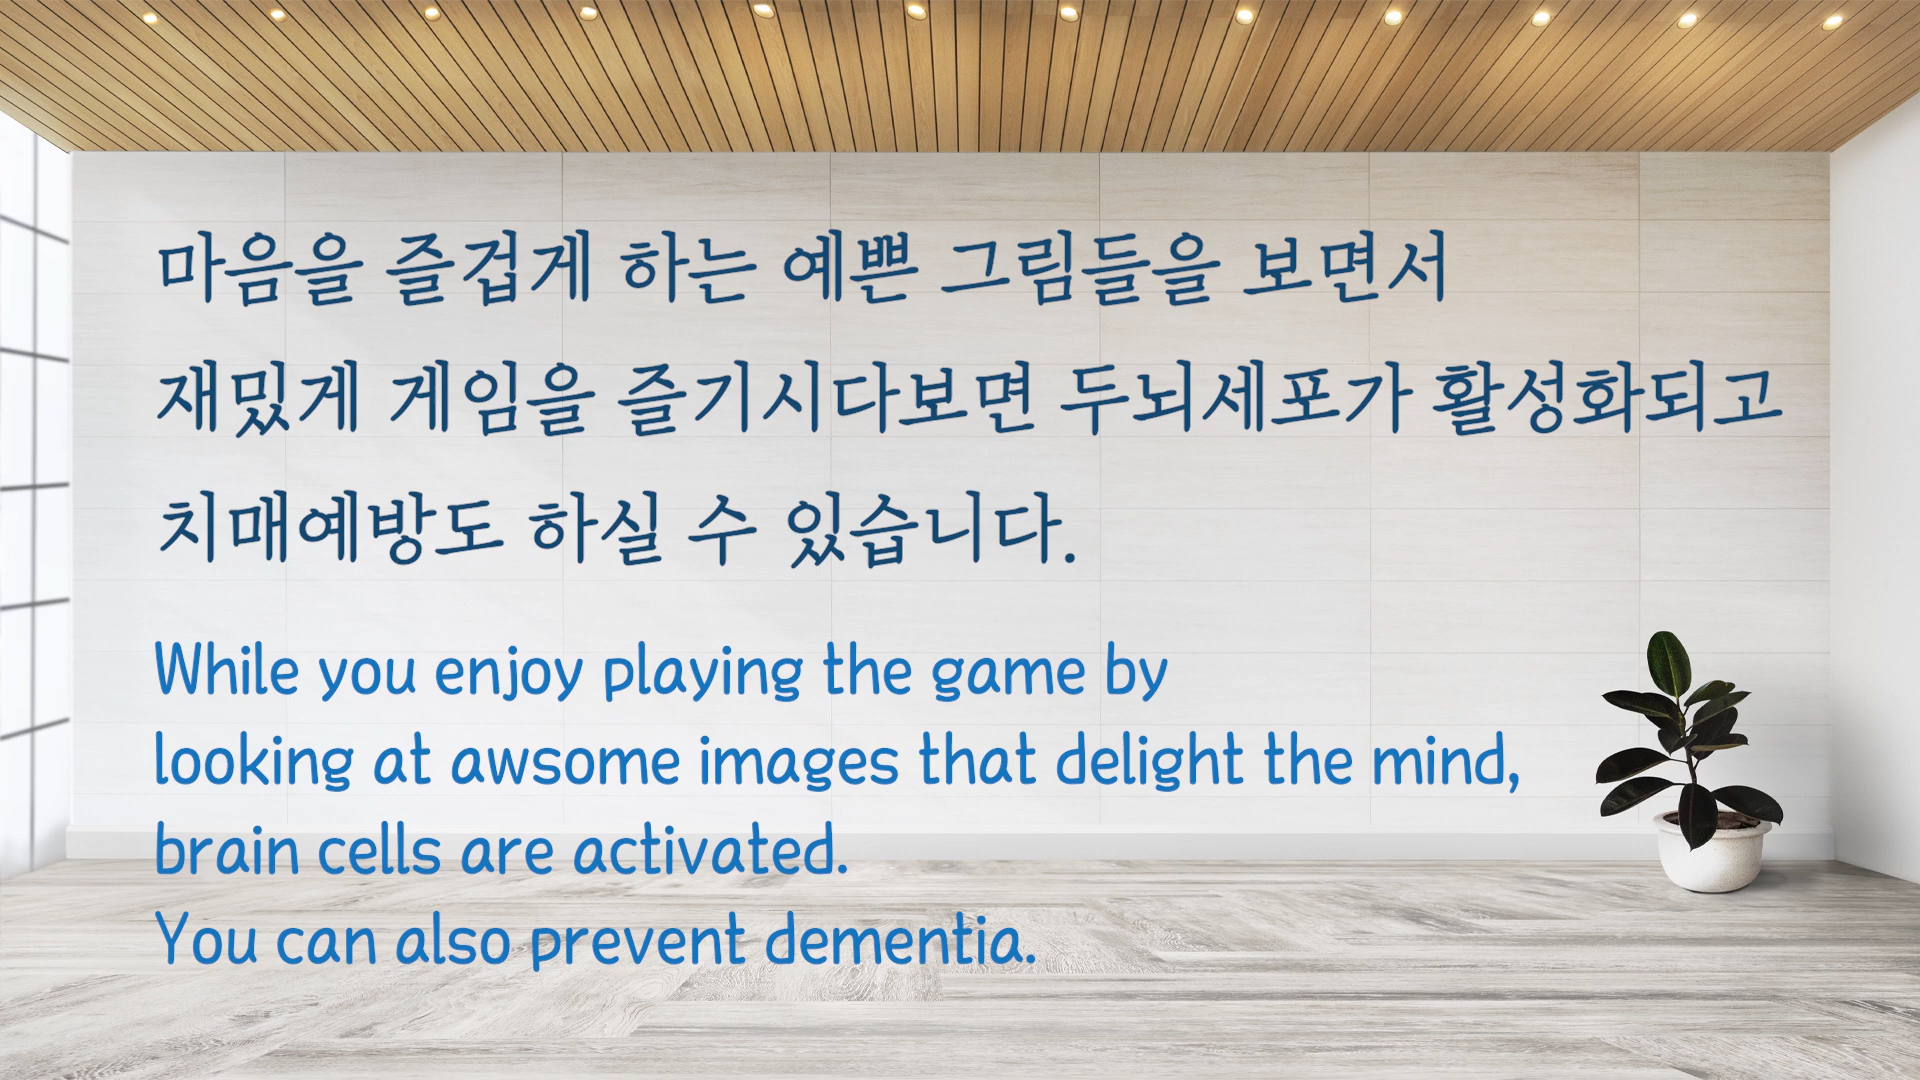 마음을 즐겁게 하는 예쁜 그림들을 보면서
재밌게 게임을 즐기시다보면 두뇌세포가 활성화되고
치매예방도 하실 수 있습니다.
While you enjoy playing the game by
looking at awsome images that delight the mind,
brain cells are activated.
You can also prevent dementia.